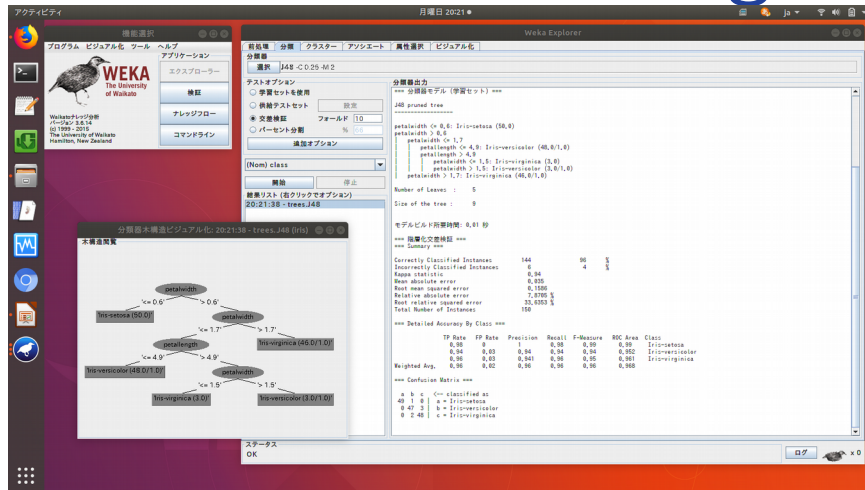 アクティビティ
月曜日 20:21
ja
機能選択
プログラム ビジュアル化 ツール ヘルプ
WEKA
The University
of Waikato
Waikatoナレッジ分析
バージョン 3.6.14
(c) 1999 - 2015
The University of Waikato
Hamilton, New Zealand
アプリケーション
エクスプローラー
検証
ナレッジフロー
コマンドライン
Weka Explorer
前処理 分類 クラスター アソシエート 属性選択 ビジュアル化
分類器
選択 J48 -C 0.25 -M 2
テストオプション
学習セットを使用
供給テストセット 設定
交差検証 フォールド 10
パーセント分割 % 66
追加オプション
(Nom) class
開始 停止
結果リスト (右クリックでオプション)
20:21:38 - trees.J48
分類器出力
=== 分類器モデル (学習セット) ===
J48 pruned tree
------------------
petalwidth <= 0,6: Iris-setosa (50,0)
petalwidth > 0,6
| petalwidth <= 1,7
| | petallength <= 4,9: Iris-versicolor (48,0/1,0)
| | petallength > 4,9
| | | petalwidth <= 1,5: Iris-virginica (3,0)
| | | petalwidth > 1,5: Iris-versicolor (3,0/1,0)
| petalwidth > 1,7: Iris-virginica (46,0/1,0)
Number of Leaves : 5
Size of the tree : 9
モデルビルド所要時間: 0,01 秒
=== 階層化交差検証 ===
=== Summary ===
Correctly Classified Instances 144 96 %
Incorrectly Classified Instances 6 4 %
Kappa statistic 0,94
Mean absolute error 0,035
Root mean squared error 0,1586
Relative absolute error 7,8705 %
Root relative squared error 33,6353 %
Total Number of Instances 150
=== Detailed Accuracy By Class ===
TP Rate FP Rate Precision Recall F-Measure ROC Area Class
0,98 0 1 0,98 0,99 0,99 Iris-setosa
0,94 0,03 0,94 0,94 0,94 0,952 Iris-versicolor
0,96 0,03 0,941 0,96 0,95 0,961 Iris-virginica
Weighted Avg, 0,96 0,02 0,96 0,96 0,96 0,968
=== Confusion Matrix ===
a b c <-- classified as
49 1 0 | a = Iris-setosa
0 47 3 | b = Iris-versicolor
0 2 48 | c = Iris-virginica
分類器木構造ビジュアル化: 20:21:38 - trees.J48 (iris)
木構造閲覧
petalwidth
'<= 0.6' '> 0.6'
'Iris-setosa (50.0)' petalwidth
'<= 1.7' '> 1.7'
petallength 'Iris-virginica (46.0/1.0)'
'<= 4.9' '> 4.9'
'Iris-versicolor (48.0/1.0)' petalwidth
'<= 1.5' '> 1.5'
'Iris-virginica (3.0)' 'Iris-versicolor (3.0/1.0)'
ステータス
OK
ログ
x 0